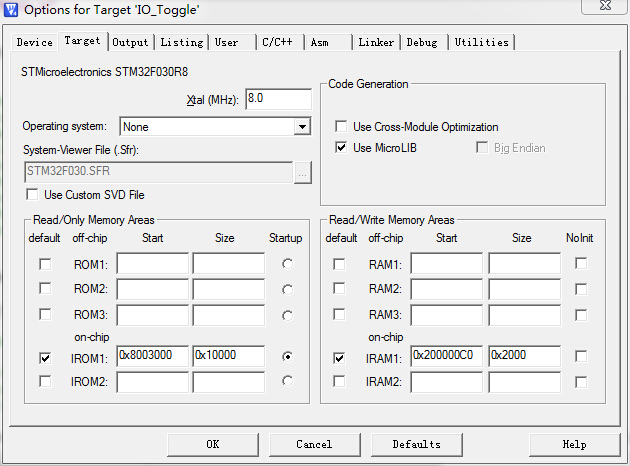 Options for Target 'IO_Toggle'
Device Target Output Listing User C/C++ Asm Linker Debug Utilities
STMicroelectronics STM32F030R8
Xtal (MHz): 8.0
Operating system: None
System-Viewer File (.Sfr):
STM32F030.SFR ...
Use Custom SVD File
Code Generation
Use Cross-Module Optimization
Use MicroLIB Big Endian
Read/Only Memory Areas
default off-chip Start Size Startup
ROM1:
ROM2:
ROM3:
on-chip
IROM1: 0x8003000 0x10000
IROM2:
Read/Write Memory Areas
default off-chip Start Size NoInit
RAM1:
RAM2:
RAM3:
on-chip
IRAM1: 0x200000C0 0x2000
IRAM2:
OK Cancel Defaults Help